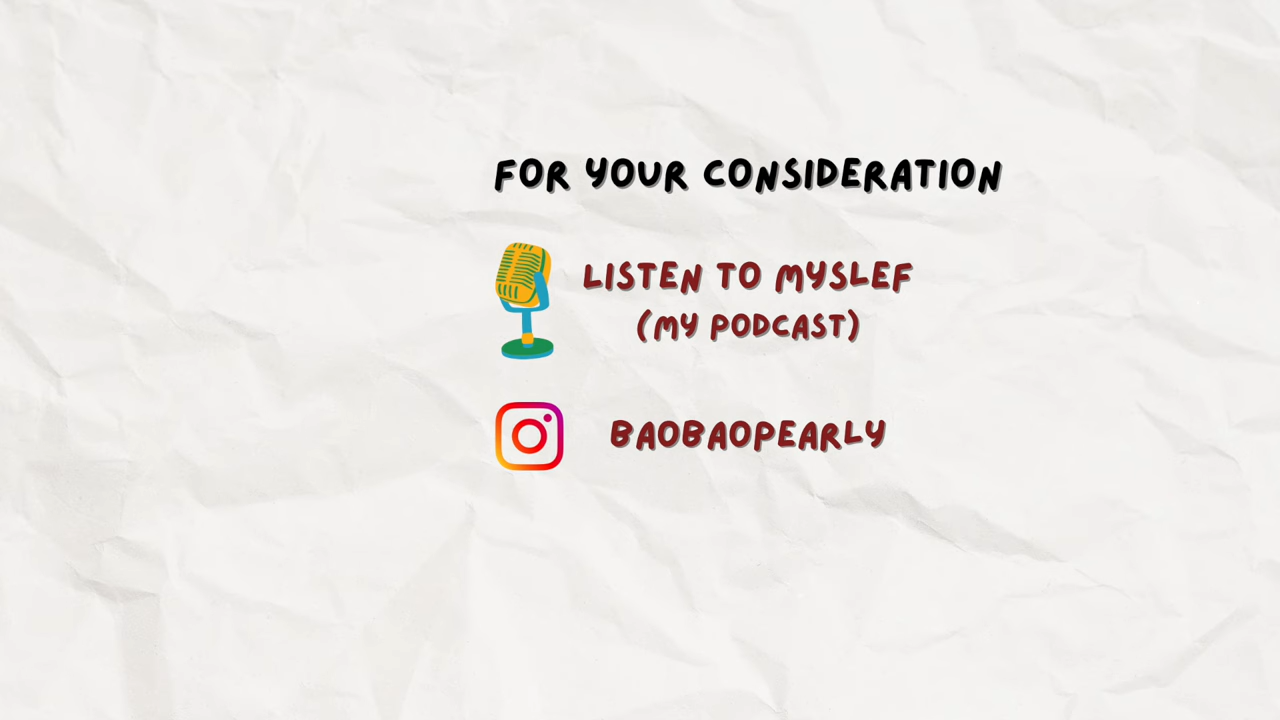 FOR YOUR CONSIDERATION
LISTEN TO MYSLEF
(MY PODCAST)
BAOBAOPEARLY